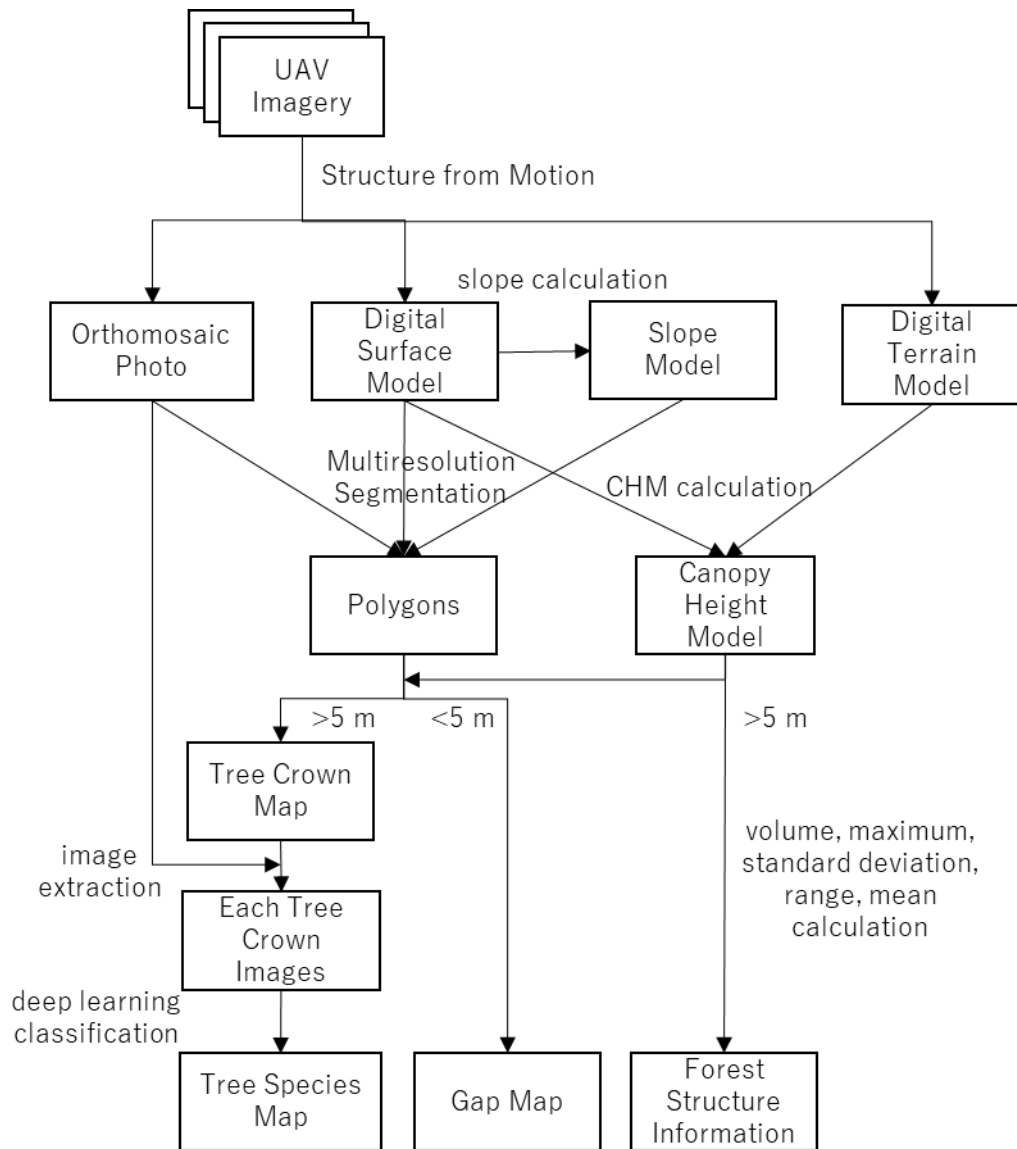 UAV
Imagery
Structure from Motion
slope calculation
Orthomosaic
Photo
Digital
Surface
Model
Slope
Model
Digital
Terrain
Model
Multiresolution
Segmentation
CHM calculation
Polygons
Canopy
Height
Model
>5 m
<5 m
>5 m
Tree Crown
Map
image
extraction
volume, maximum,
standard deviation,
range, mean
calculation
Each Tree
Crown
Images
deep learning
classification
Tree Species
Map
Gap Map
Forest
Structure
Information